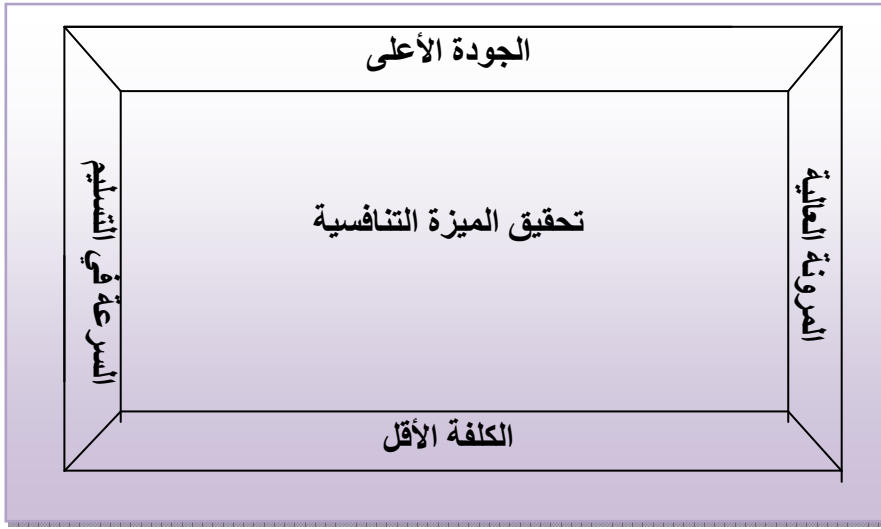 الجودة الأعلى
المرونة العالية
تحقيق الميزة التنافسية
السرعة في التسليم
الكلفة الأقل